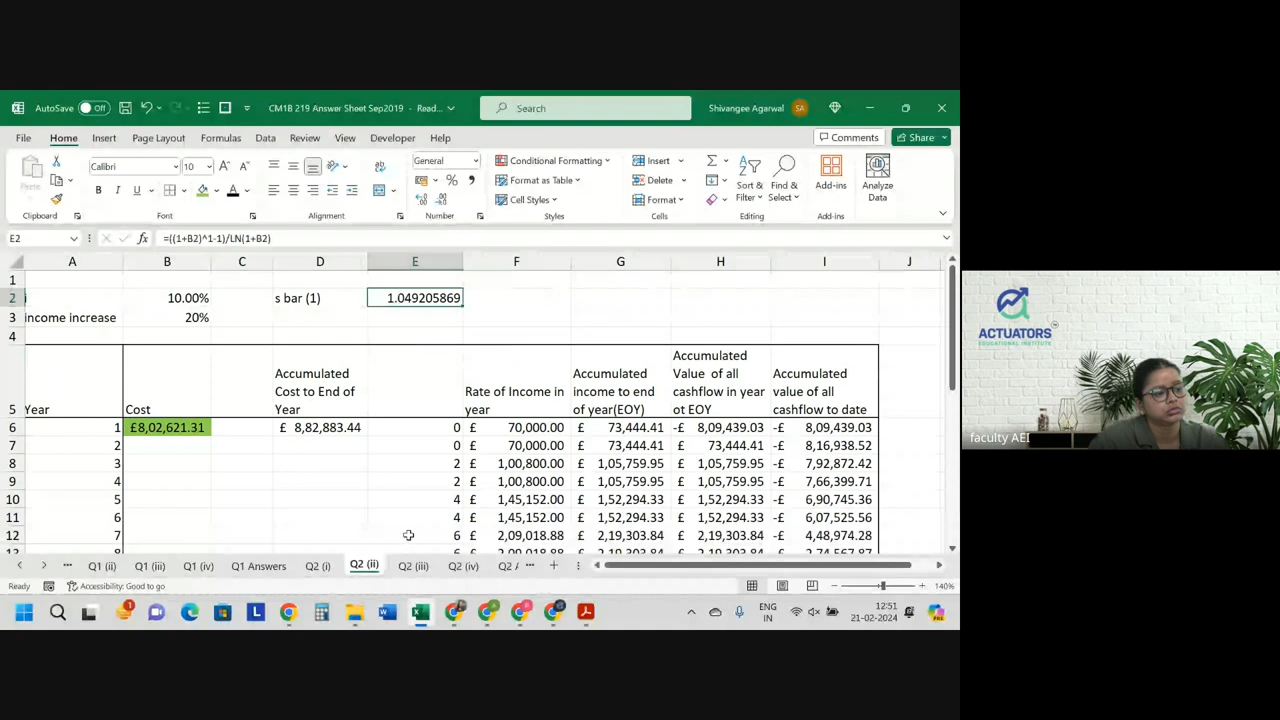 AutoSave Off CM1B 219 Answer Sheet Sep2019 - Read... Search Shivangee Agarwal SA
File Home Insert Page Layout Formulas Data Review View Developer Help Comments Share
Calibri 10 General Conditional Formatting Insert
Paste B I U Format as Table Delete Sort & Filter Find & Select Add-ins Analyze Data
Cell Styles Format
Clipboard Font Alignment Number Styles Cells Editing Add-ins
E2 fx =((1+B2)^1-1)/LN(1+B2)
A B C D E F G H I J
1
2 i 10.00% s bar (1) 1.049205869
3 income increase 20%
4
5 Year Cost Accumulated Cost to End of Year Rate of Income in year Accumulated income to end of year(EOY) Accumulated Value of all cashflow in year ot EOY Accumulated value of all cashflow to date
6 1 £8,02,621.31 £ 8,82,883.44 0 £ 70,000.00 £ 73,444.41 -£ 8,09,439.03 -£ 8,09,439.03
7 2 0 £ 70,000.00 £ 73,444.41 £ 73,444.41 -£ 8,16,938.52
8 3 2 £ 1,00,800.00 £ 1,05,759.95 £ 1,05,759.95 -£ 7,92,872.42
9 4 2 £ 1,00,800.00 £ 1,05,759.95 £ 1,05,759.95 -£ 7,66,399.71
10 5 4 £ 1,45,152.00 £ 1,52,294.33 £ 1,52,294.33 -£ 6,90,745.36
11 6 4 £ 1,45,152.00 £ 1,52,294.33 £ 1,52,294.33 -£ 6,07,525.56
12 7 6 £ 2,09,018.88 £ 2,19,303.84 £ 2,19,303.84 -£ 4,48,974.28
Q1 (ii) Q1 (iii) Q1 (iv) Q1 Answers Q2 (i) Q2 (ii) Q2 (iii) Q2 (iv)
Ready Accessibility: Good to go 140%
ENG IN 12:51 21-02-2024
ACTUATORS
EDUCATIONAL INSTITUTE
faculty AEI